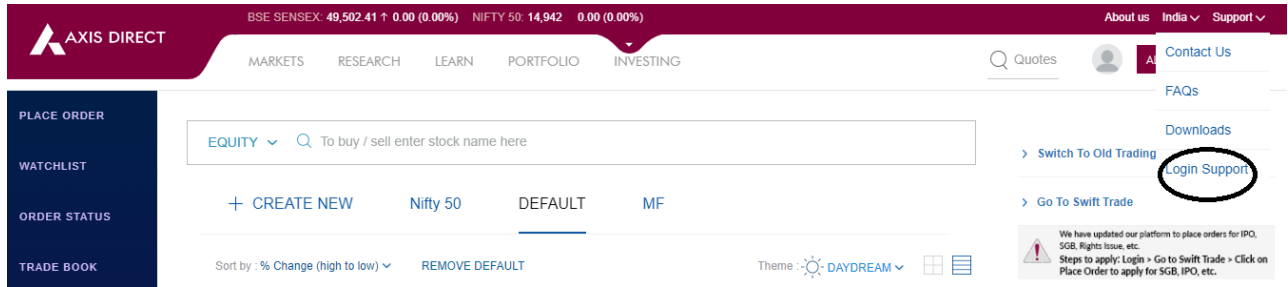 BSE SENSEX: 49,502.41 ↑ 0.00 (0.00%) NIFTY 50: 14,942 0.00 (0.00%)
About us India Support
AXIS DIRECT
MARKETS RESEARCH LEARN PORTFOLIO INVESTING
Quotes
Contact Us
FAQs
Downloads
Login Support
PLACE ORDER
WATCHLIST
ORDER STATUS
TRADE BOOK
EQUITY To buy / sell enter stock name here
+ CREATE NEW Nifty 50 DEFAULT MF
Sort by : % Change (high to low) REMOVE DEFAULT Theme : DAYDREAM
> Switch To Old Trading
> Go To Swift Trade
We have updated our platform to place orders for IPO,
SGB, Rights Issue, etc.
Steps to apply: Login > Go to Swift Trade > Click on
Place Order to apply for SGB, IPO, etc.